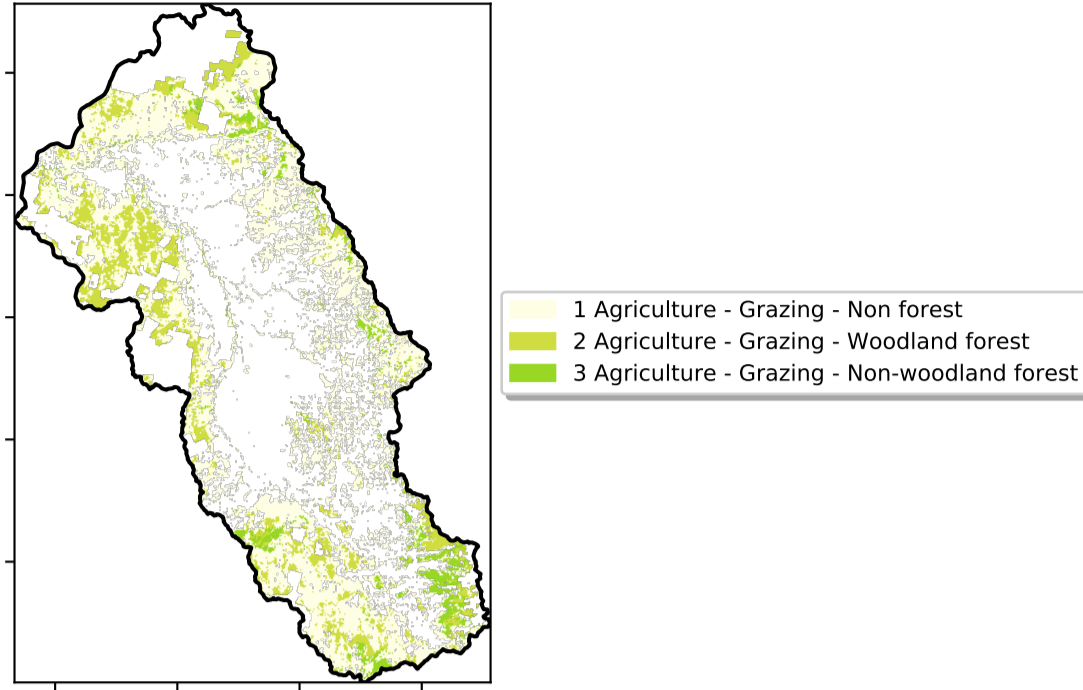 1 Agriculture - Grazing - Non forest
2 Agriculture - Grazing - Woodland forest
3 Agriculture - Grazing - Non-woodland forest